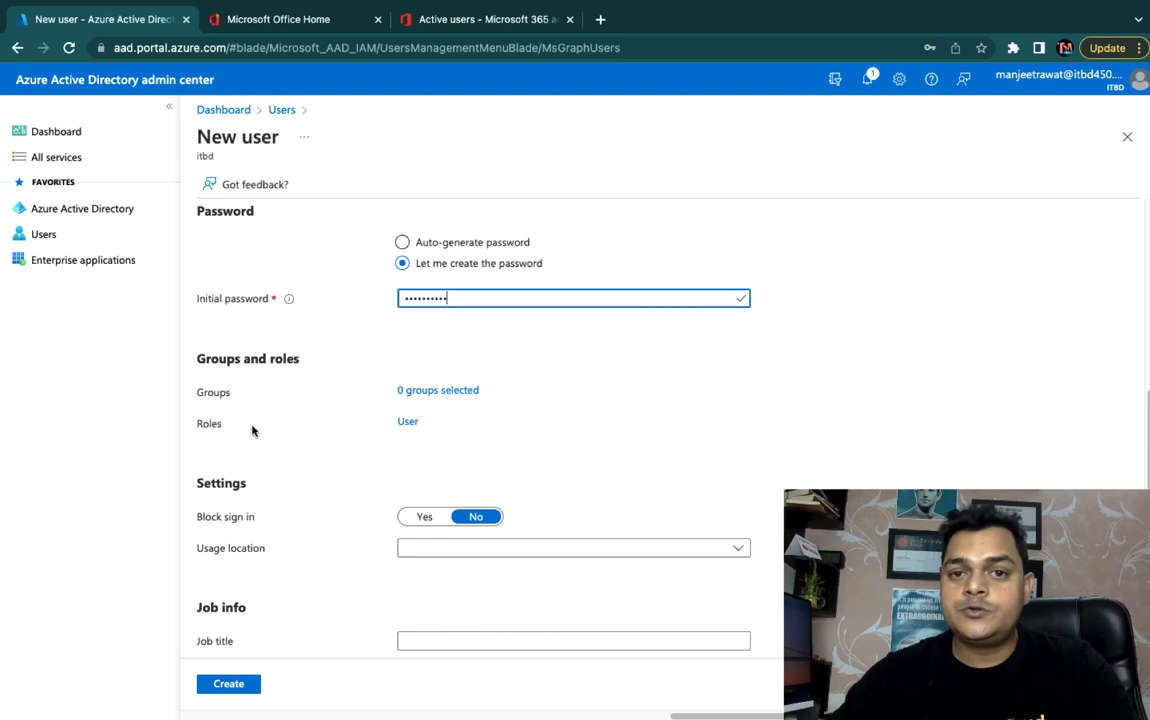 New user - Azure Active Direct
Microsoft Office Home
Active users - Microsoft 365 a
aad.portal.azure.com/#blade/Microsoft_AAD_IAM/UsersManagementMenuBlade/MsGraphUsers
Update
Azure Active Directory admin center
1
manjeetrawat@itbd450....
ITBD
Dashboard
All services
FAVORITES
Azure Active Directory
Users
Enterprise applications
Dashboard > Users >
New user ...
itbd
Got feedback?
Password
Auto-generate password
Let me create the password
Initial password *
Groups and roles
Groups
0 groups selected
Roles
User
Settings
Block sign in
Yes No
Usage location
Job info
Job title
Create
EXTRAORDINAR